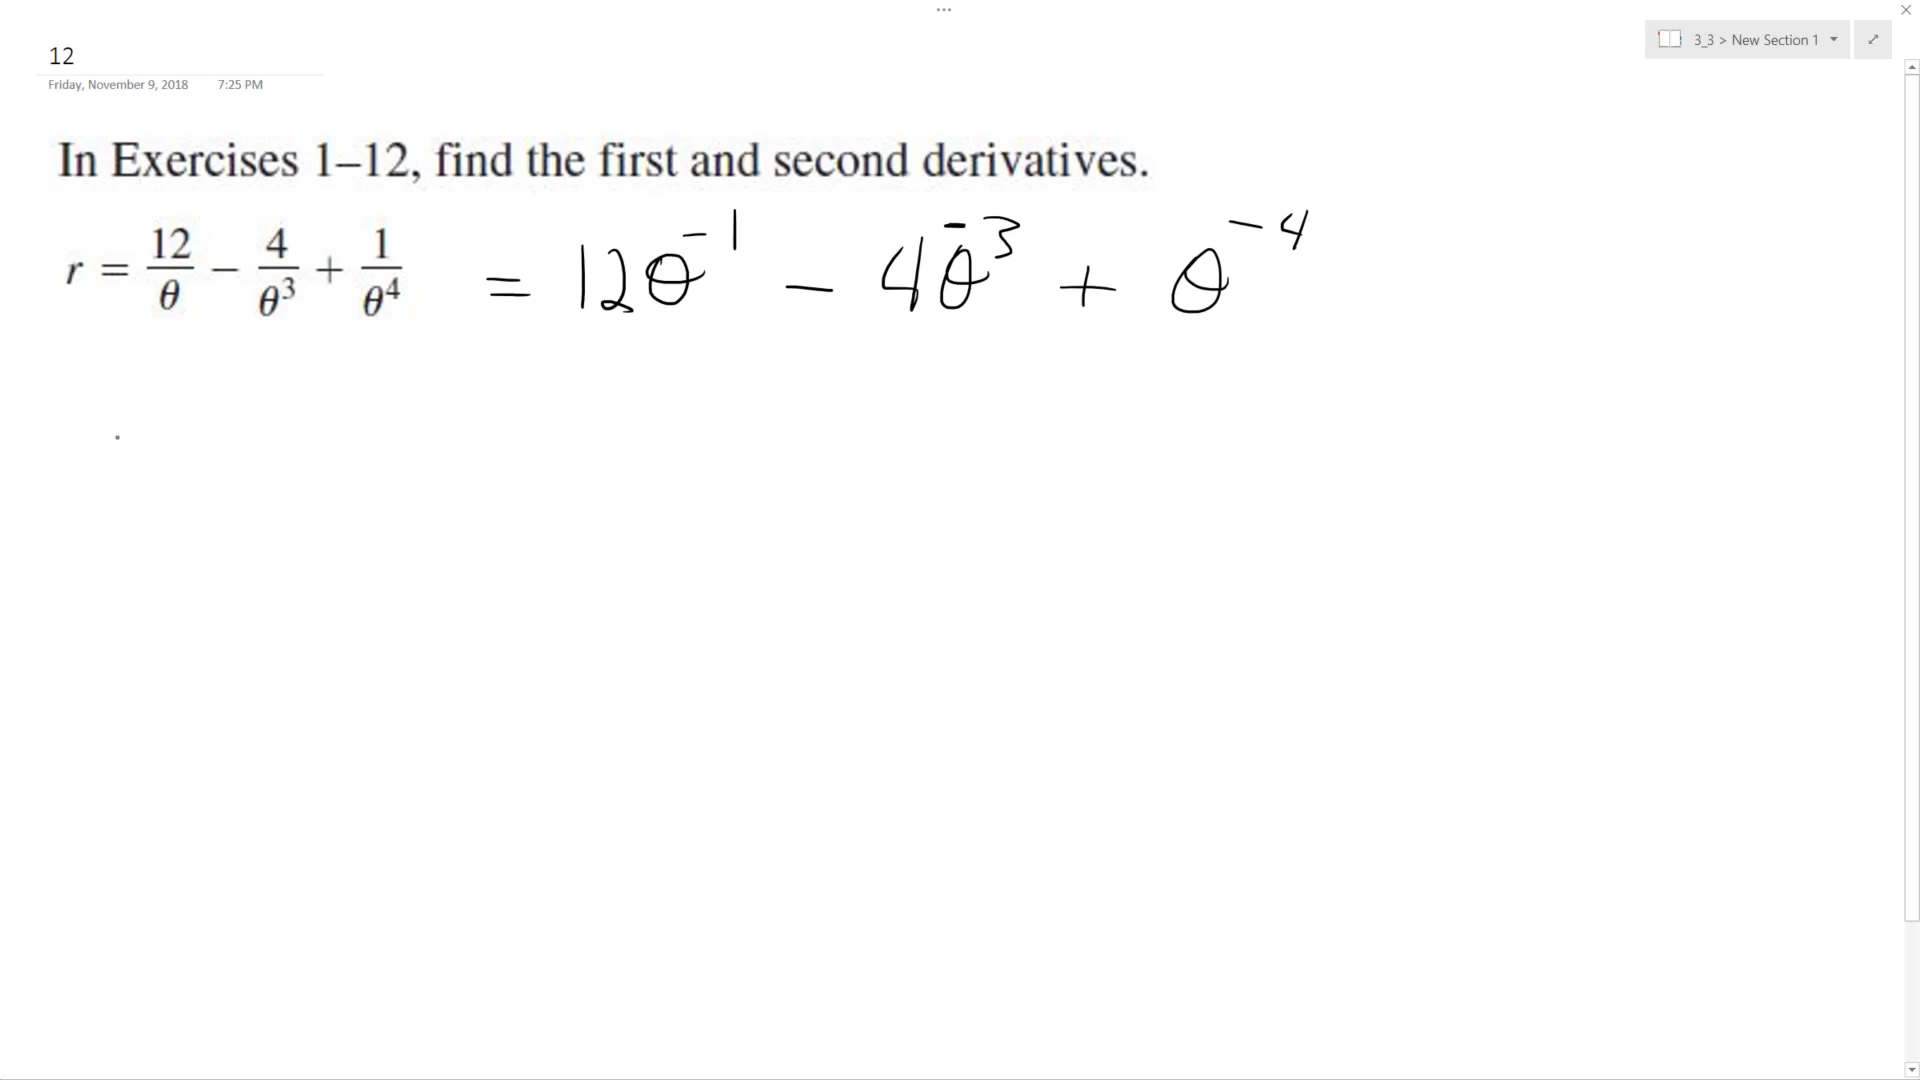 ...
3_3 > New Section 1
12
Friday, November 9, 2018 7:25 PM
In Exercises 1–12, find the first and second derivatives.
r = 12/θ − 4/θ³ + 1/θ⁴ = 12θ⁻¹ − 4θ⁻³ + θ⁻⁴